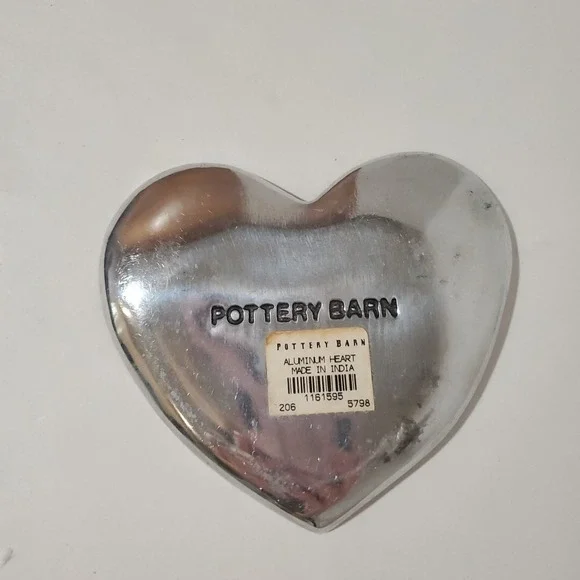 POTTERY BARN
POTTERY BARN
ALUMINUM HEART
MADE IN INDIA
1161595
206 5798